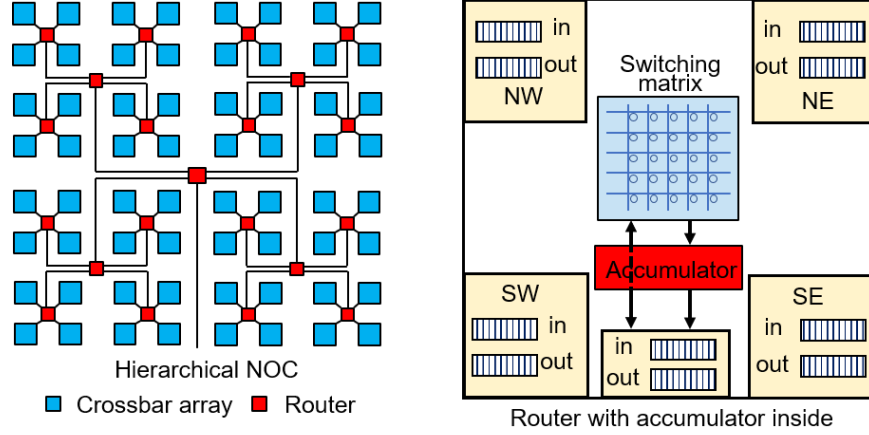 Hierarchical NOC
Crossbar array
Router
in
out
NW
Switching
matrix
in
out
NE
Accumulator
SW
in
out
in
out
SE
in
out
Router with accumulator inside